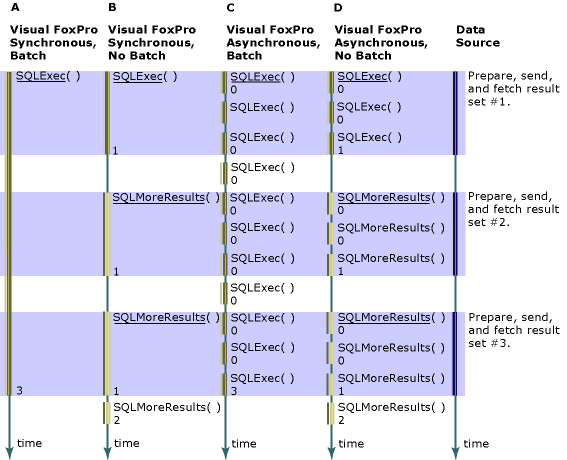 A B C D
Visual FoxPro Synchronous, Batch
Visual FoxPro Synchronous, No Batch
Visual FoxPro Asynchronous, Batch
Visual FoxPro Asynchronous, No Batch
Data Source
SQLExec( ) SQLExec( ) SQLExec( ) SQLExec( ) Prepare, send,
0 0 and fetch result
set #1.
SQLExec( ) SQLExec( )
0 0
SQLExec( ) SQLExec( )
1 0 1
SQLExec( )
0
SQLMoreResults( ) SQLExec( ) SQLMoreResults( ) Prepare, send,
0 0 and fetch result
set #2.
SQLExec( ) SQLMoreResults( )
0 0
SQLExec( ) SQLMoreResults( )
1 0 1
SQLExec( )
0
SQLMoreResults( ) SQLExec( ) SQLMoreResults( ) Prepare, send,
0 0 and fetch result
set #3.
SQLExec( ) SQLMoreResults( )
0 0
SQLExec( ) SQLMoreResults( )
3 1 3 1
SQLMoreResults( ) SQLMoreResults( )
2 2
time time time time time